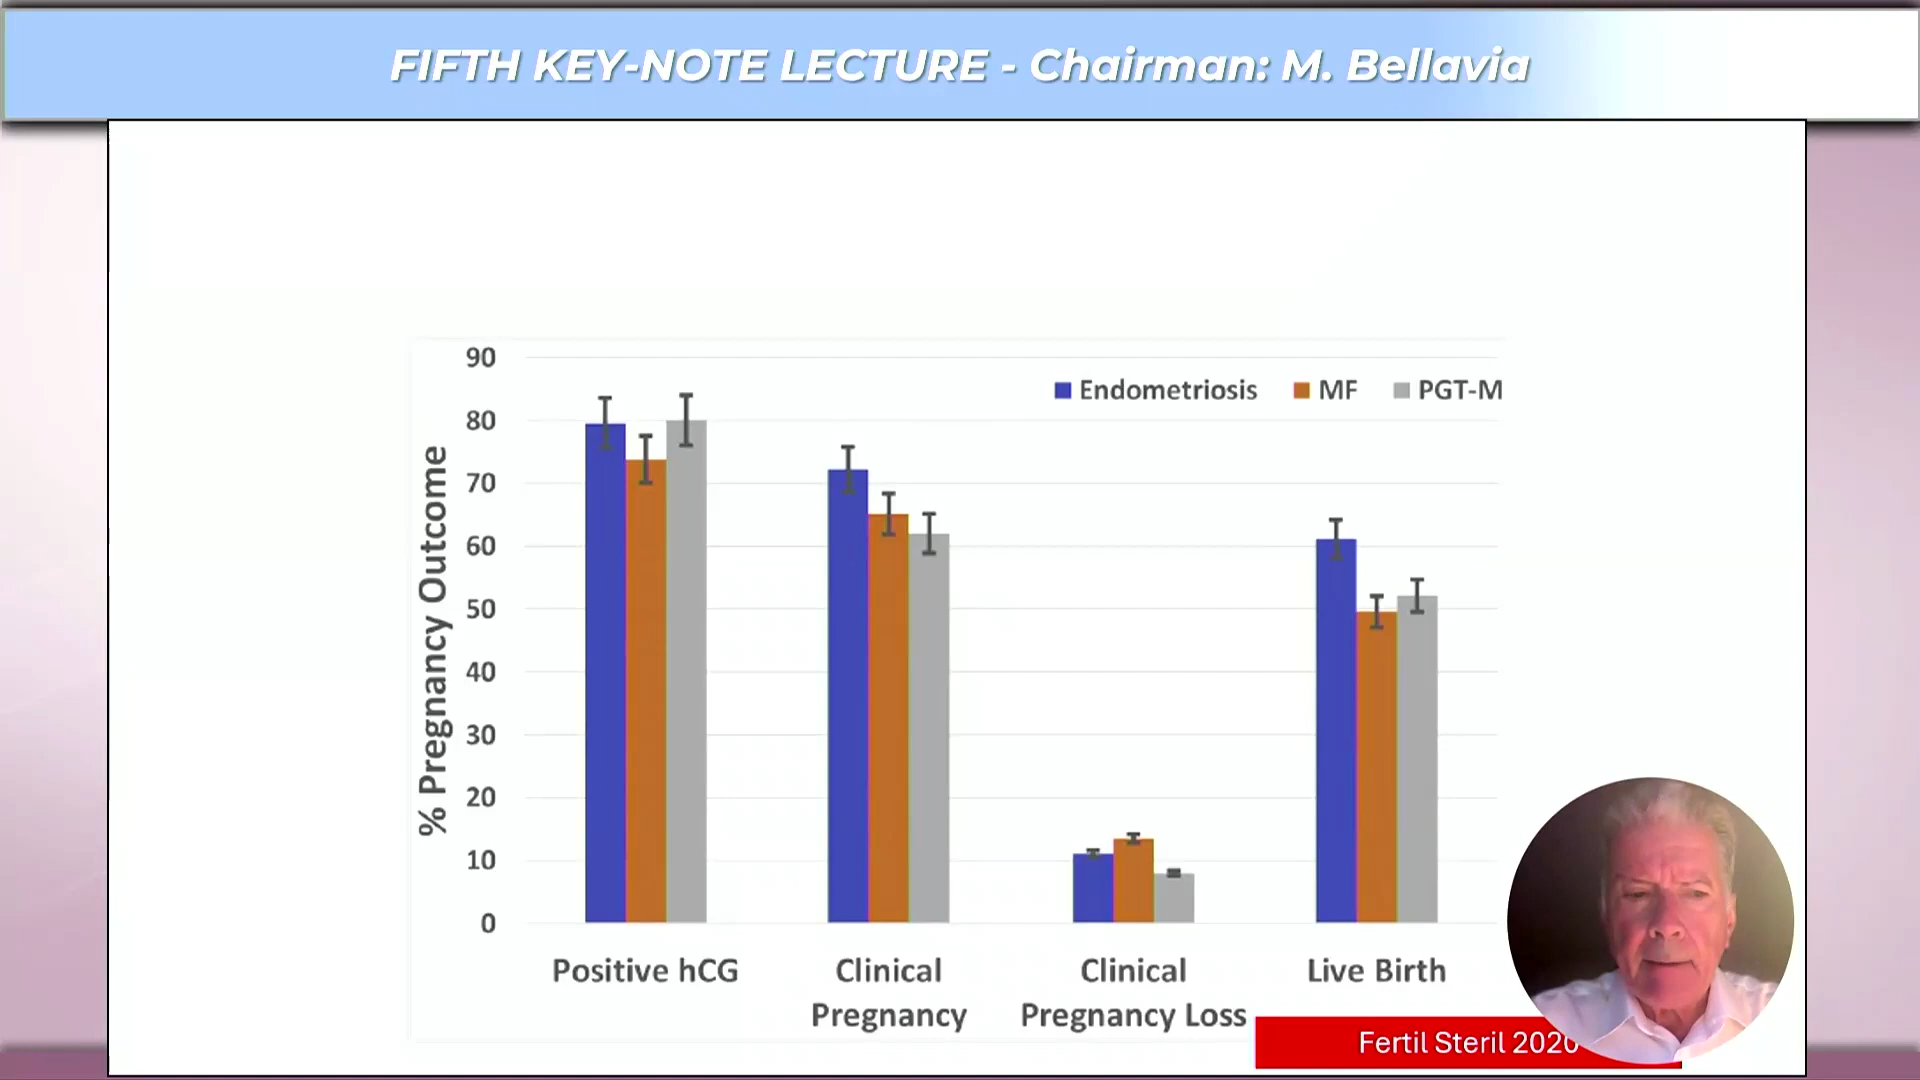 FIFTH KEY-NOTE LECTURE - Chairman: M. Bellavia
90
80
70
60
50
40
30
20
10
0
% Pregnancy Outcome
Endometriosis MF PGT-M
Positive hCG
Clinical
Pregnancy
Clinical
Pregnancy Loss
Live Birth
Fertil Steril 2020